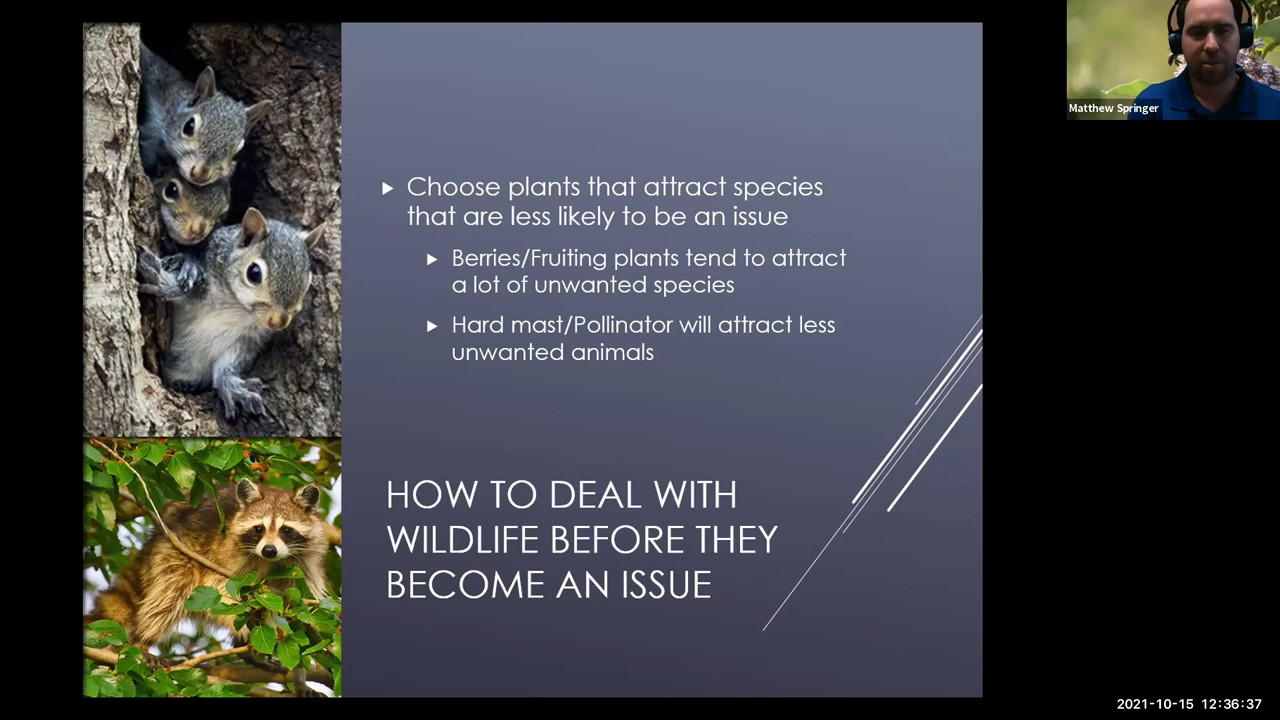 Choose plants that attract species
that are less likely to be an issue
Berries/Fruiting plants tend to attract
a lot of unwanted species
Hard mast/Pollinator will attract less
unwanted animals
HOW TO DEAL WITH
WILDLIFE BEFORE THEY
BECOME AN ISSUE
Matthew Springer
2021-10-15 12:36:37